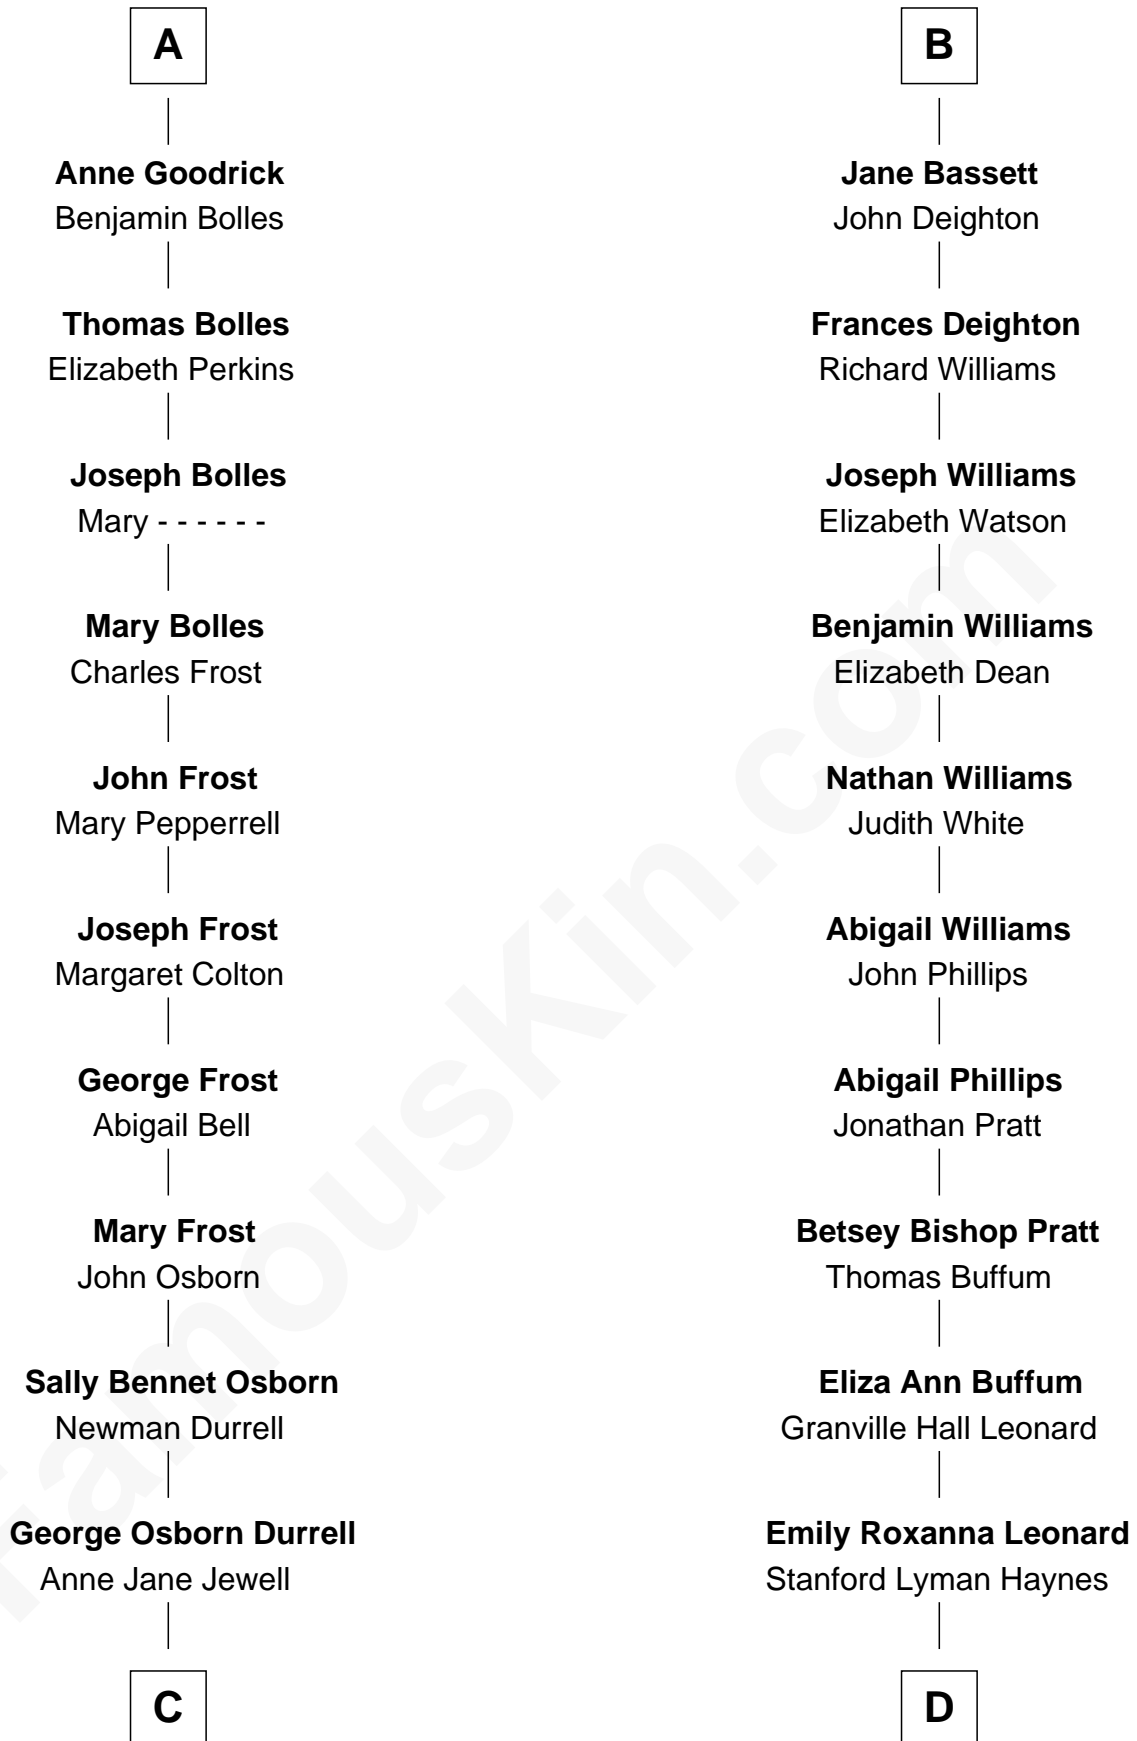 A
Anne Goodrick
Benjamin Bolles
Thomas Bolles
Elizabeth Perkins
Joseph Bolles
Mary - - - - - -
Mary Bolles
Charles Frost
John Frost
Mary Pepperrell
Joseph Frost
Margaret Colton
George Frost
Abigail Bell
Mary Frost
John Osborn
Sally Bennet Osborn
Newman Durrell
George Osborn Durrell
Anne Jane Jewell
C
B
Jane Bassett
John Deighton
Frances Deighton
Richard Williams
Joseph Williams
Elizabeth Watson
Benjamin Williams
Elizabeth Dean
Nathan Williams
Judith White
Abigail Williams
John Phillips
Abigail Phillips
Jonathan Pratt
Betsey Bishop Pratt
Thomas Buffum
Eliza Ann Buffum
Granville Hall Leonard
Emily Roxanna Leonard
Stanford Lyman Haynes
D
FamousKin.com